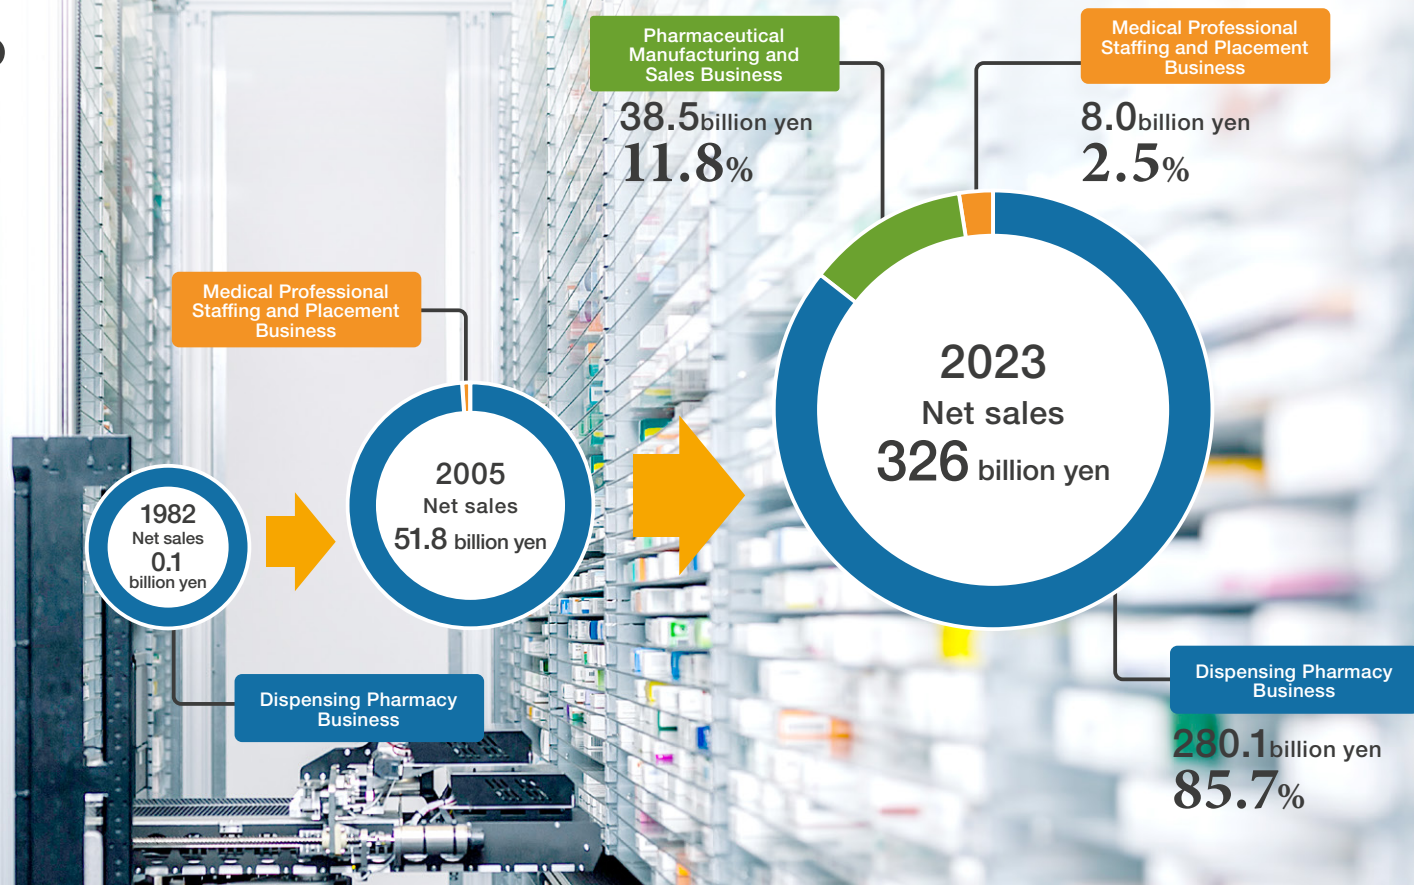 Pharmaceutical
Manufacturing and
Sales Business
38.5billion yen
11.8%
Medical Professional
Staffing and Placement
Business
8.0billion yen
2.5%
Medical Professional
Staffing and Placement
Business
1982
Net sales
0.1
billion yen
2005
Net sales
51.8 billion yen
2023
Net sales
326 billion yen
Dispensing Pharmacy
Business
Dispensing Pharmacy
Business
280.1billion yen
85.7%